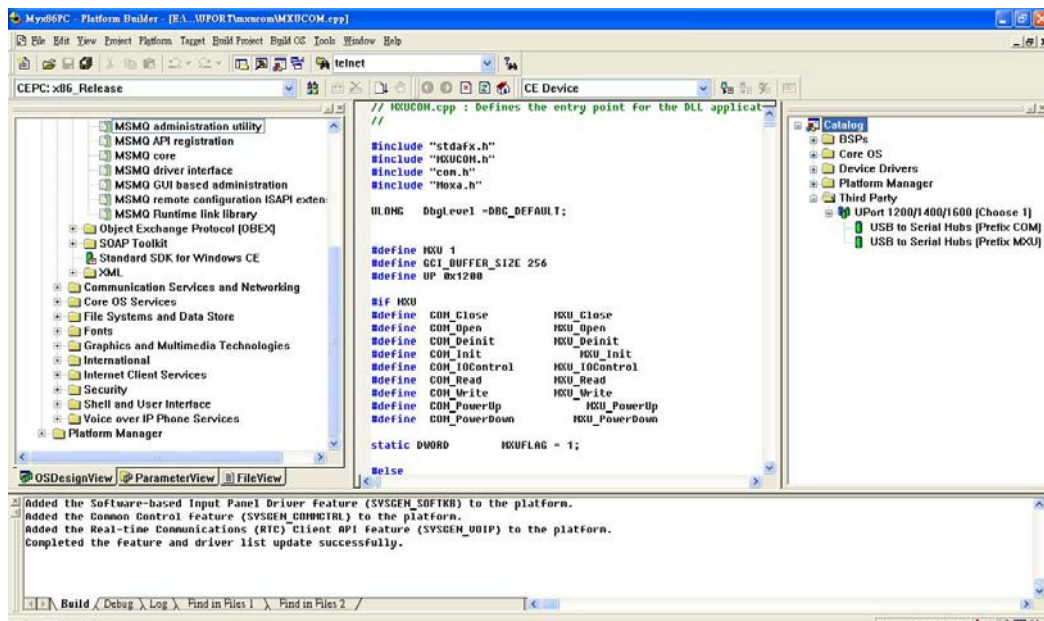 Myx86PC - Platform Builder - [E:\...\UPORT\mxucom\MXUCOM.cpp]
File Edit View Project Platform Target Build Project Build OS Tools Window Help
telnet
CEPC: x86_Release
CE Device
MSMQ administration utility
MSMQ API registration
MSMQ core
MSMQ driver interface
MSMQ GUI based administration
MSMQ remote configuration ISAPI exten
MSMQ Runtime link library
Object Exchange Protocol (OBEX)
SOAP Toolkit
Standard SDK for Windows CE
XML
Communication Services and Networking
Core OS Services
File Systems and Data Store
Fonts
Graphics and Multimedia Technologies
International
Internet Client Services
Security
Shell and User Interface
Voice over IP Phone Services
Platform Manager
OSDesignView ParameterView FileView
// MXUCOM.cpp : Defines the entry point for the DLL applicat
//
#include "stdafx.h"
#include "MXUCOM.h"
#include "com.h"
#include "Moxa.h"
ULONG DbgLevel =DBG_DEFAULT;
#define MXU 1
#define GCI_BUFFER_SIZE 256
#define UP 0x1200
#if MXU
#define COM_Close MXU_Close
#define COM_Open MXU_Open
#define COM_Deinit MXU_Deinit
#define COM_Init MXU_Init
#define COM_IOControl MXU_IOControl
#define COM_Read MXU_Read
#define COM_Write MXU_Write
#define COM_PowerUp MXU_PowerUp
#define COM_PowerDown MXU_PowerDown
static DWORD MXUFLAG = 1;
#else
Catalog
BSPs
Core OS
Device Drivers
Platform Manager
Third Party
UPort 1200/1400/1600 (Choose 1)
USB to Serial Hubs (Prefix COM)
USB to Serial Hubs (Prefix MXU)
Added the Software-based Input Panel Driver feature (SYSGEN_SOFTKB) to the platform.
Added the Common Control feature (SYSGEN_COMMCTRL) to the platform.
Added the Real-time Communications (RTC) Client API feature (SYSGEN_VOIP) to the platform.
Completed the feature and driver list update successfully.
Build Debug Log Find in Files 1 Find in Files 2